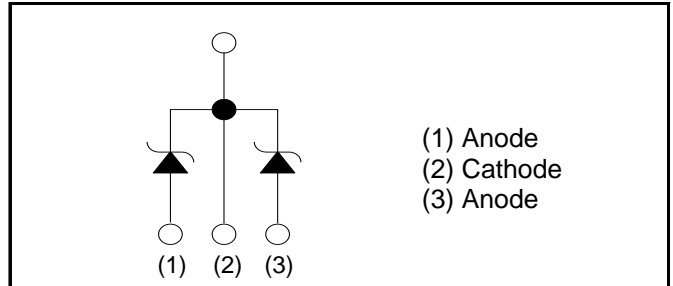 (1) Anode
(2) Cathode
(3) Anode
(1) (2) (3)